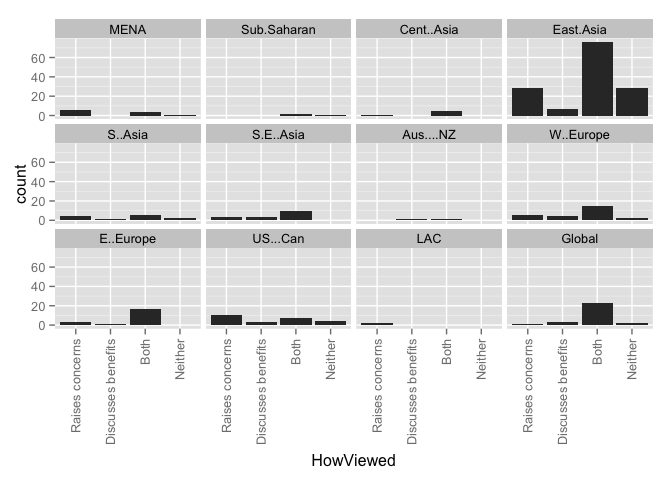 MENA
Sub.Saharan
Cent..Asia
East.Asia
60
40
20
0
S..Asia
S.E..Asia
Aus....NZ
W..Europe
60
40
20
0
E..Europe
US...Can
LAC
Global
60
40
20
0
count
Raises concerns
Discusses benefits
Both
Neither
Raises concerns
Discusses benefits
Both
Neither
Raises concerns
Discusses benefits
Both
Neither
Raises concerns
Discusses benefits
Both
Neither
HowViewed